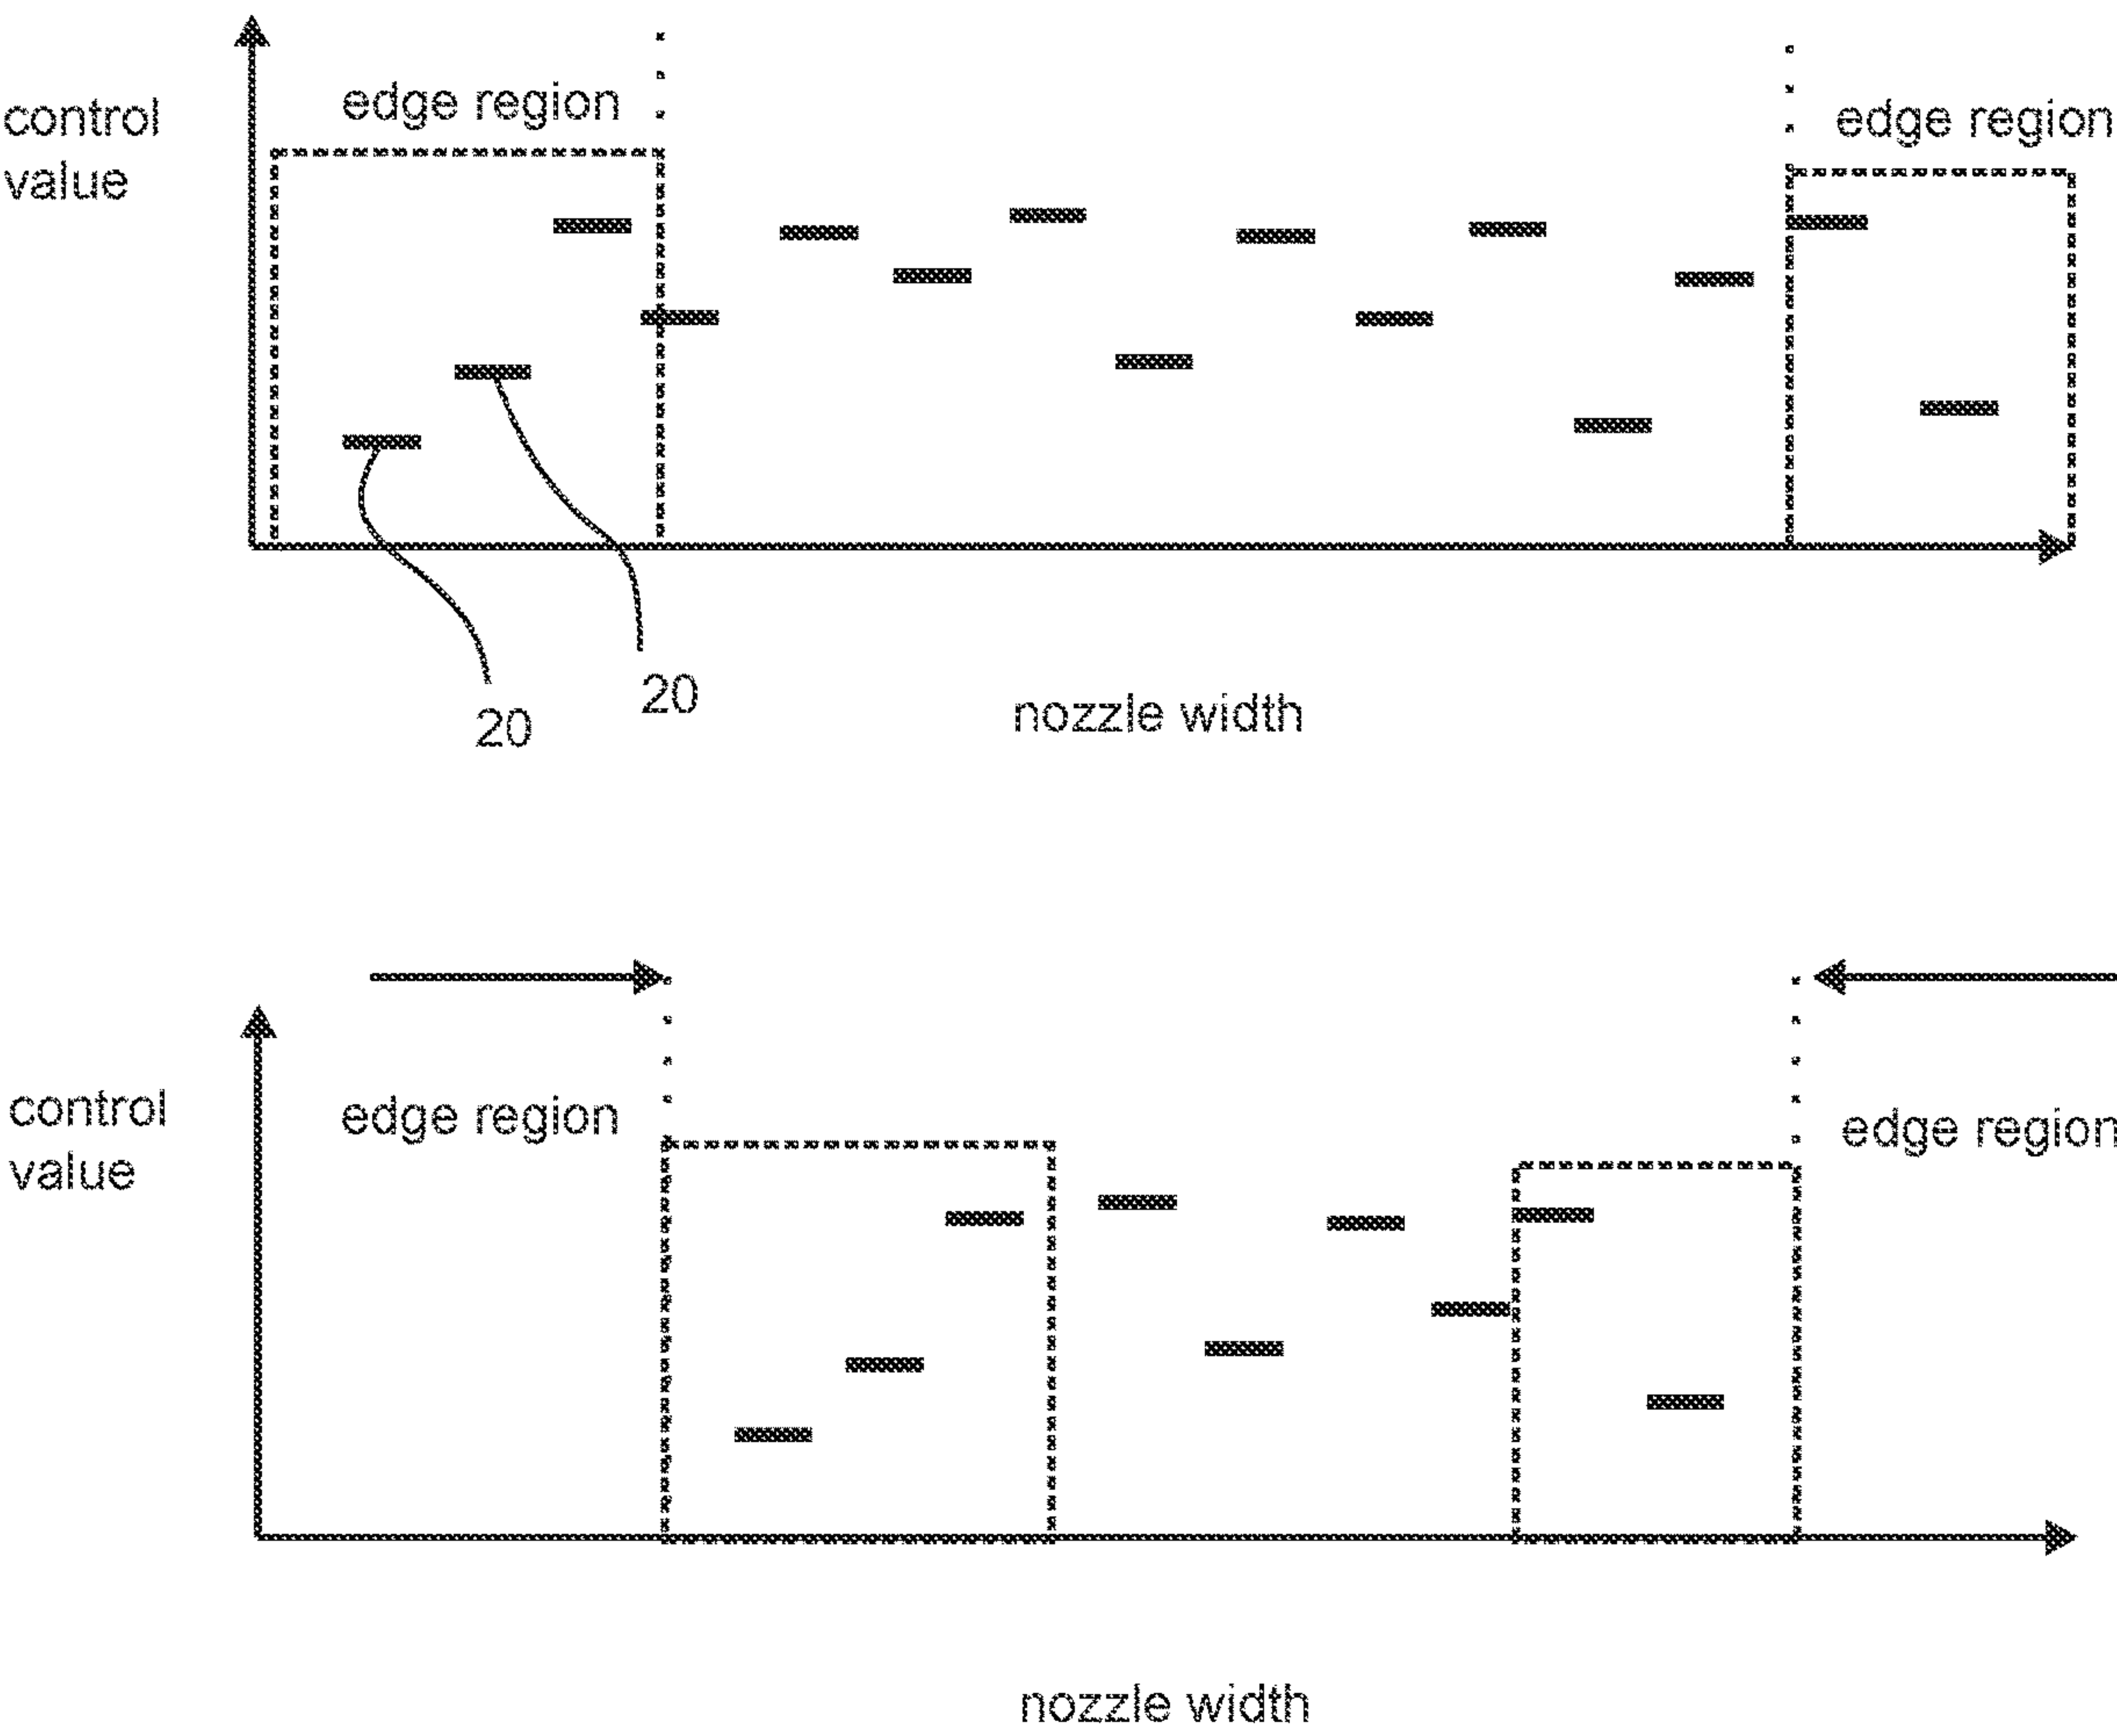 edge region
control
value
edge region
20
20
nozzle width
control
value
edge region
edge region
nozzle width